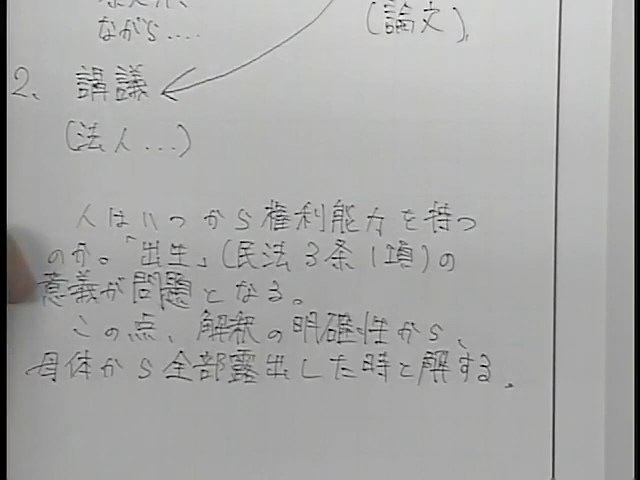 ながら....
(論文)、
2、 講議
(法人...)
人はいつから権利能力を持つ
のか。「出生」(民法3条1項)の
意義が問題となる。
この点、解釈の明確性から、
母体から全部露出した時と解する。